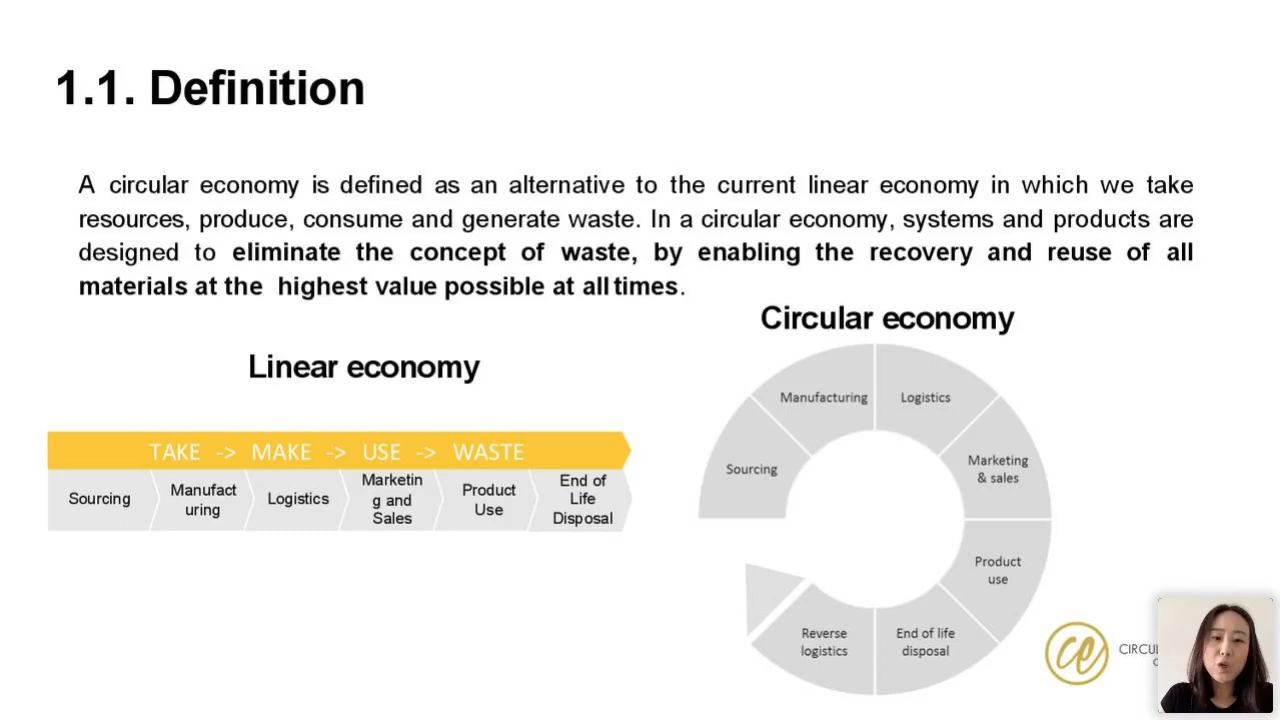 1.1. Definition
A circular economy is defined as an alternative to the current linear economy in which we take
resources, produce, consume and generate waste. In a circular economy, systems and products are
designed to eliminate the concept of waste, by enabling the recovery and reuse of all
materials at the highest value possible at all times.
Linear economy
TAKE -> MAKE -> USE -> WASTE
Sourcing
Manufact
uring
Logistics
Marketin
g and
Sales
Product
Use
End of
Life
Disposal
Circular economy
Sourcing
Manufacturing
Logistics
Marketing
& sales
Product
use
End of life
disposal
Reverse
logistics
ce